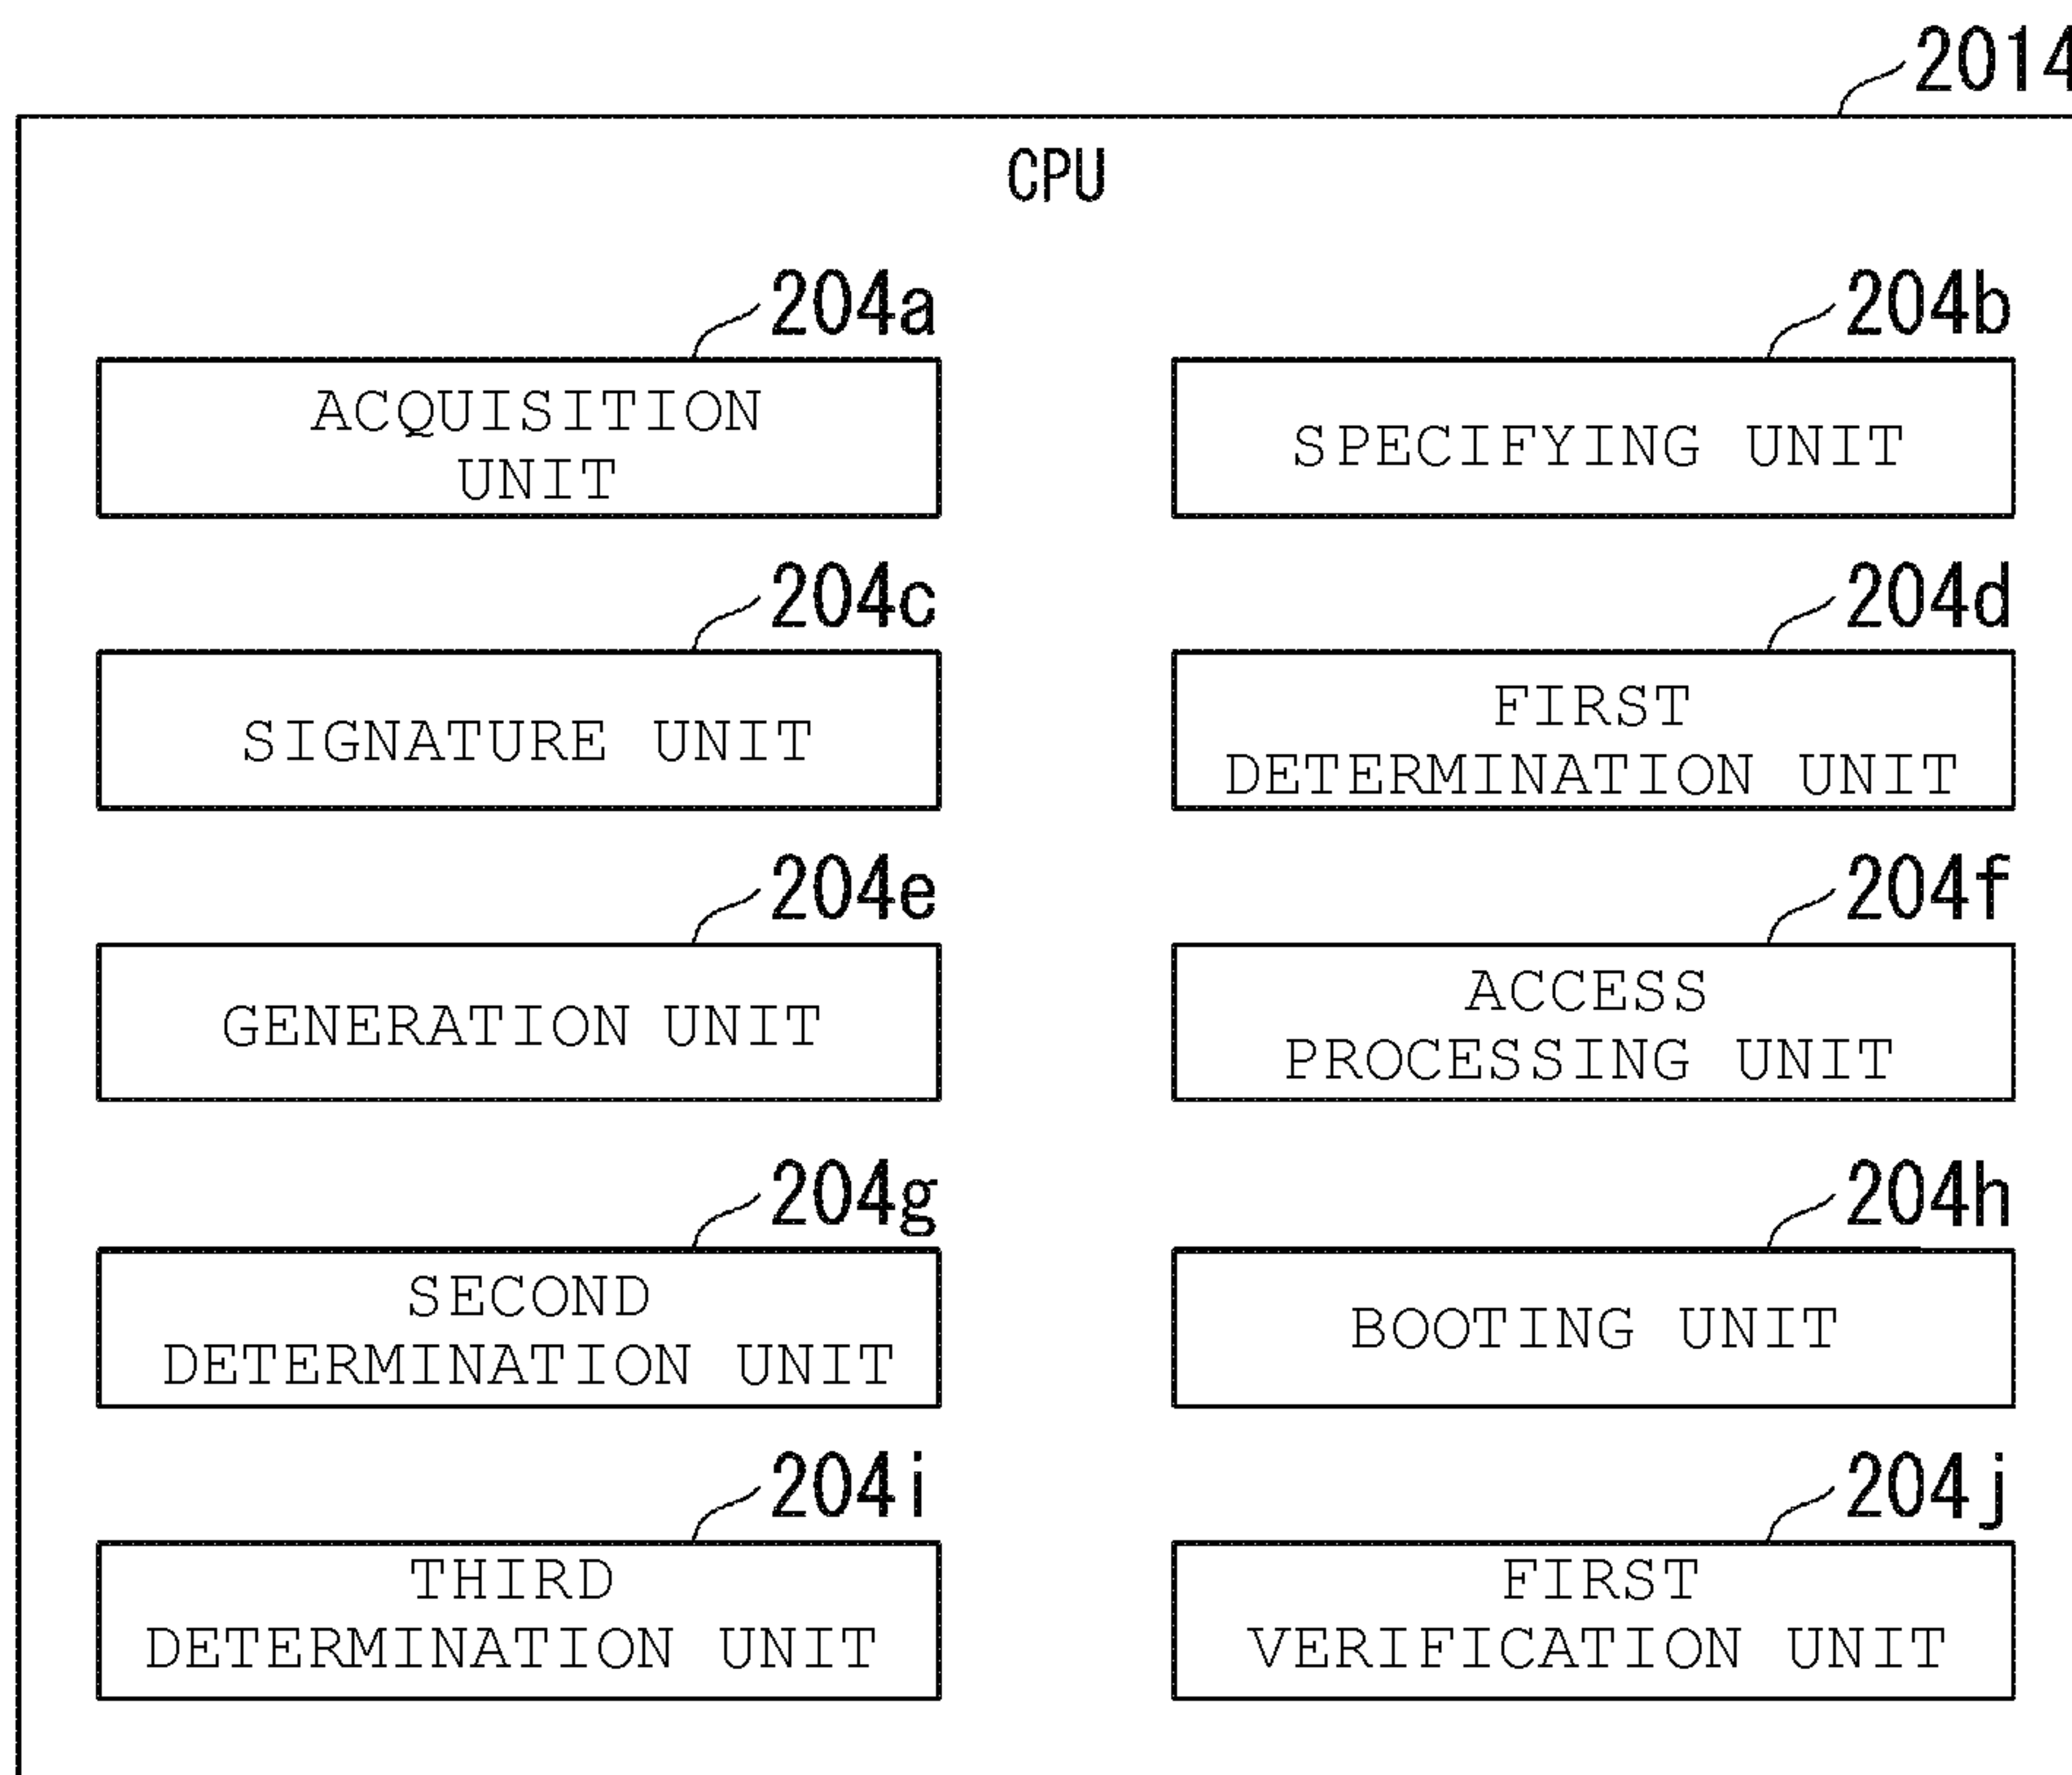 2014
CPU
204a
ACQUISITION
UNIT
204b
SPECIFYING UNIT
204c
SIGNATURE UNIT
204d
FIRST
DETERMINATION UNIT
204e
GENERATION UNIT
204f
ACCESS
PROCESSING UNIT
204g
SECOND
DETERMINATION UNIT
204h
BOOTING UNIT
204i
THIRD
DETERMINATION UNIT
204j
FIRST
VERIFICATION UNIT